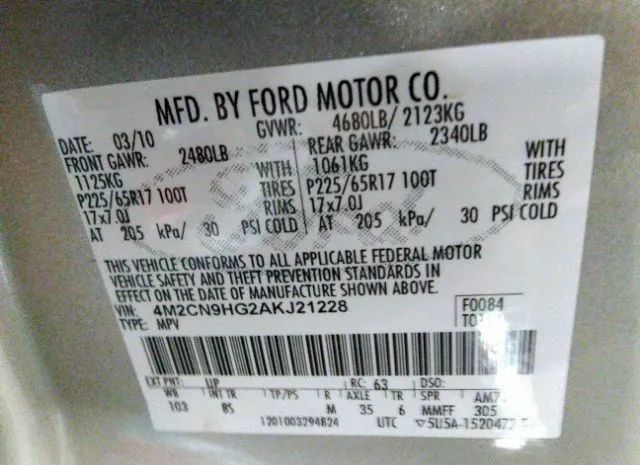 MFD. BY FORD MOTOR CO.
DATE: 03/10 GVWR: 4680LB/ 2123KG
FRONT GAWR: 2480LB REAR GAWR: 2340LB
1125KG WITH 1061KG WITH
P225/65R17 100T TIRES P225/65R17 100T TIRES
17x7.0J RIMS 17x7.0J RIMS
AT 205 kPa/ 30 PSI COLD AT 205 kPa/ 30 PSI COLD
THIS VEHICLE CONFORMS TO ALL APPLICABLE FEDERAL MOTOR
VEHICLE SAFETY AND THEFT PREVENTION STANDARDS IN
EFFECT ON THE DATE OF MANUFACTURE SHOWN ABOVE.
VIN: 4M2CN9HG2AKJ21228 F0084
TYPE: MPV
EXT PNT: UP RC: 63 DSO:
WB INT TR TP/PS R AXLE TR SPR
103 8S M 35 6 MMFF 305
1201003294824 UTC